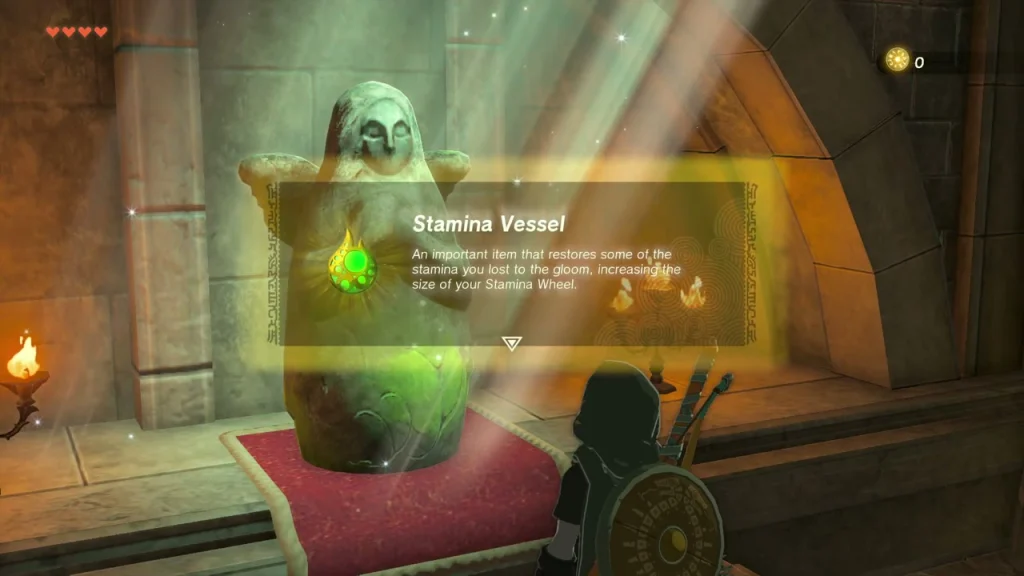 0
Stamina Vessel
An important item that restores some of the
stamina you lost to the gloom, increasing the
size of your Stamina Wheel.